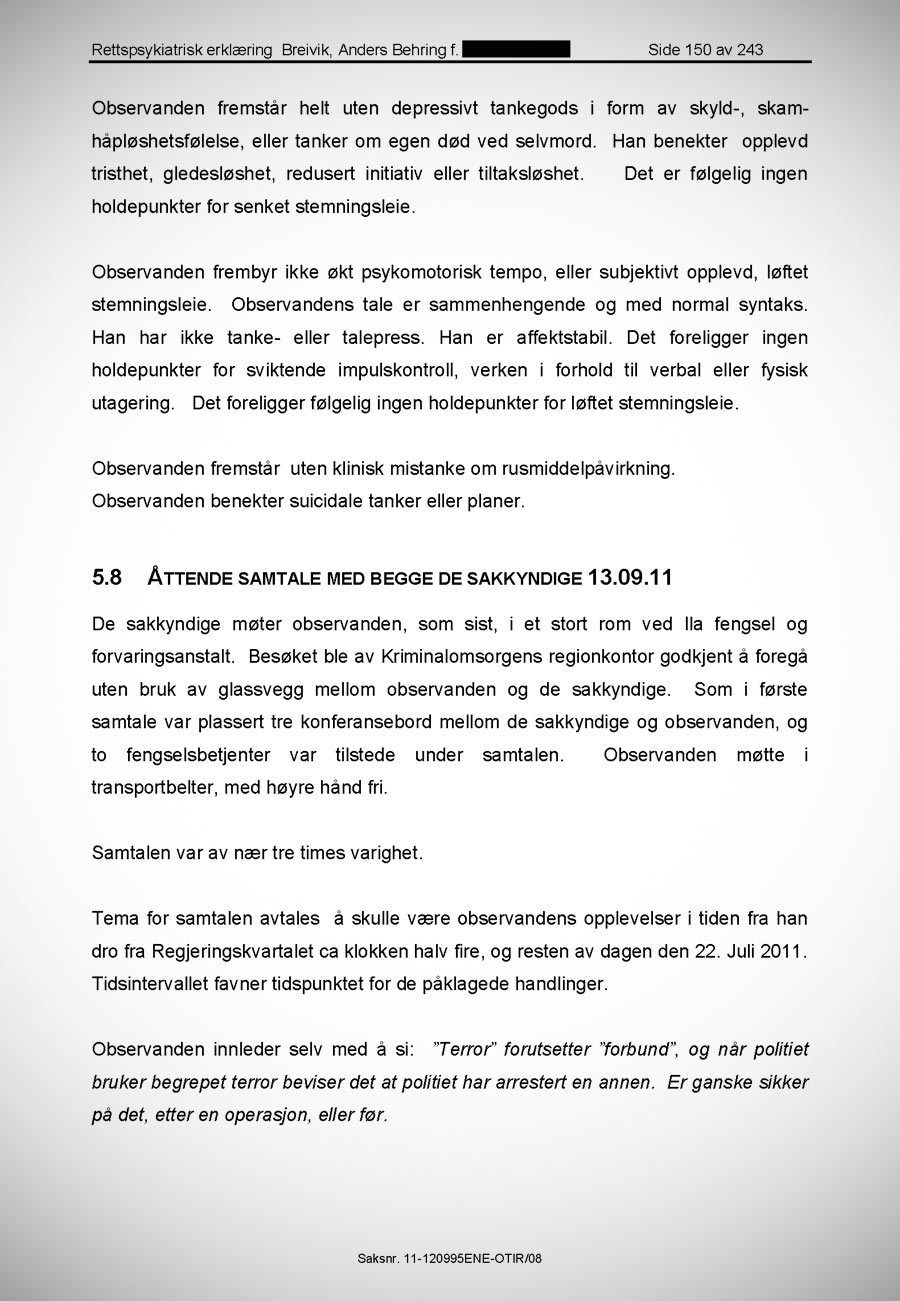 Rettspsykiatrisk erklæring Breivik, Anders Behring f.
Side 150 av 243
Observanden fremstår helt uten depressivt tankegods i form av skyld-, skam-
håpløshetsfølelse, eller tanker om egen død ved selvmord. Han benekter opplevd
tristhet, gledesløshet, redusert initiativ eller tiltaksløshet. Det er følgelig ingen
holdepunkter for senket stemningsleie.
Observanden frembyr ikke økt psykomotorisk tempo, eller subjektivt opplevd, løftet
stemningsleie. Observandens tale er sammenhengende og med normal syntaks.
Han har ikke tanke- eller talepress. Han er affektstabil. Det foreligger ingen
holdepunkter for sviktende impulskontroll, verken i forhold til verbal eller fysisk
utagering. Det foreligger følgelig ingen holdepunkter for løftet stemningsleie.
Observanden fremstår uten klinisk mistanke om rusmiddelpåvirkning.
Observanden benekter suicidale tanker eller planer.
5.8 ÅTTENDE SAMTALE MED BEGGE DE SAKKYNDIGE 13.09.11
De sakkyndige møter observanden, som sist, i et stort rom ved Ila fengsel og
forvaringsanstalt. Besøket ble av Kriminalomsorgens regionkontor godkjent å foregå
uten bruk av glassvegg mellom observanden og de sakkyndige. Som i første
samtale var plassert tre konferansebord mellom de sakkyndige og observanden, og
to fengselsbetjenter var tilstede under samtalen. Observanden møtte i
transportbelter, med høyre hånd fri.
Samtalen var av nær tre times varighet.
Tema for samtalen avtales å skulle være observandens opplevelser i tiden fra han
dro fra Regjeringskvartalet ca klokken halv fire, og resten av dagen den 22. Juli 2011.
Tidsintervallet favner tidspunktet for de påklagede handlinger.
Observanden innleder selv med å si: ”Terror” forutsetter ”forbund”, og når politiet
bruker begrepet terror beviser det at politiet har arrestert en annen. Er ganske sikker
på det, etter en operasjon, eller før.
Saksnr. 11-120995ENE-OTIR/08